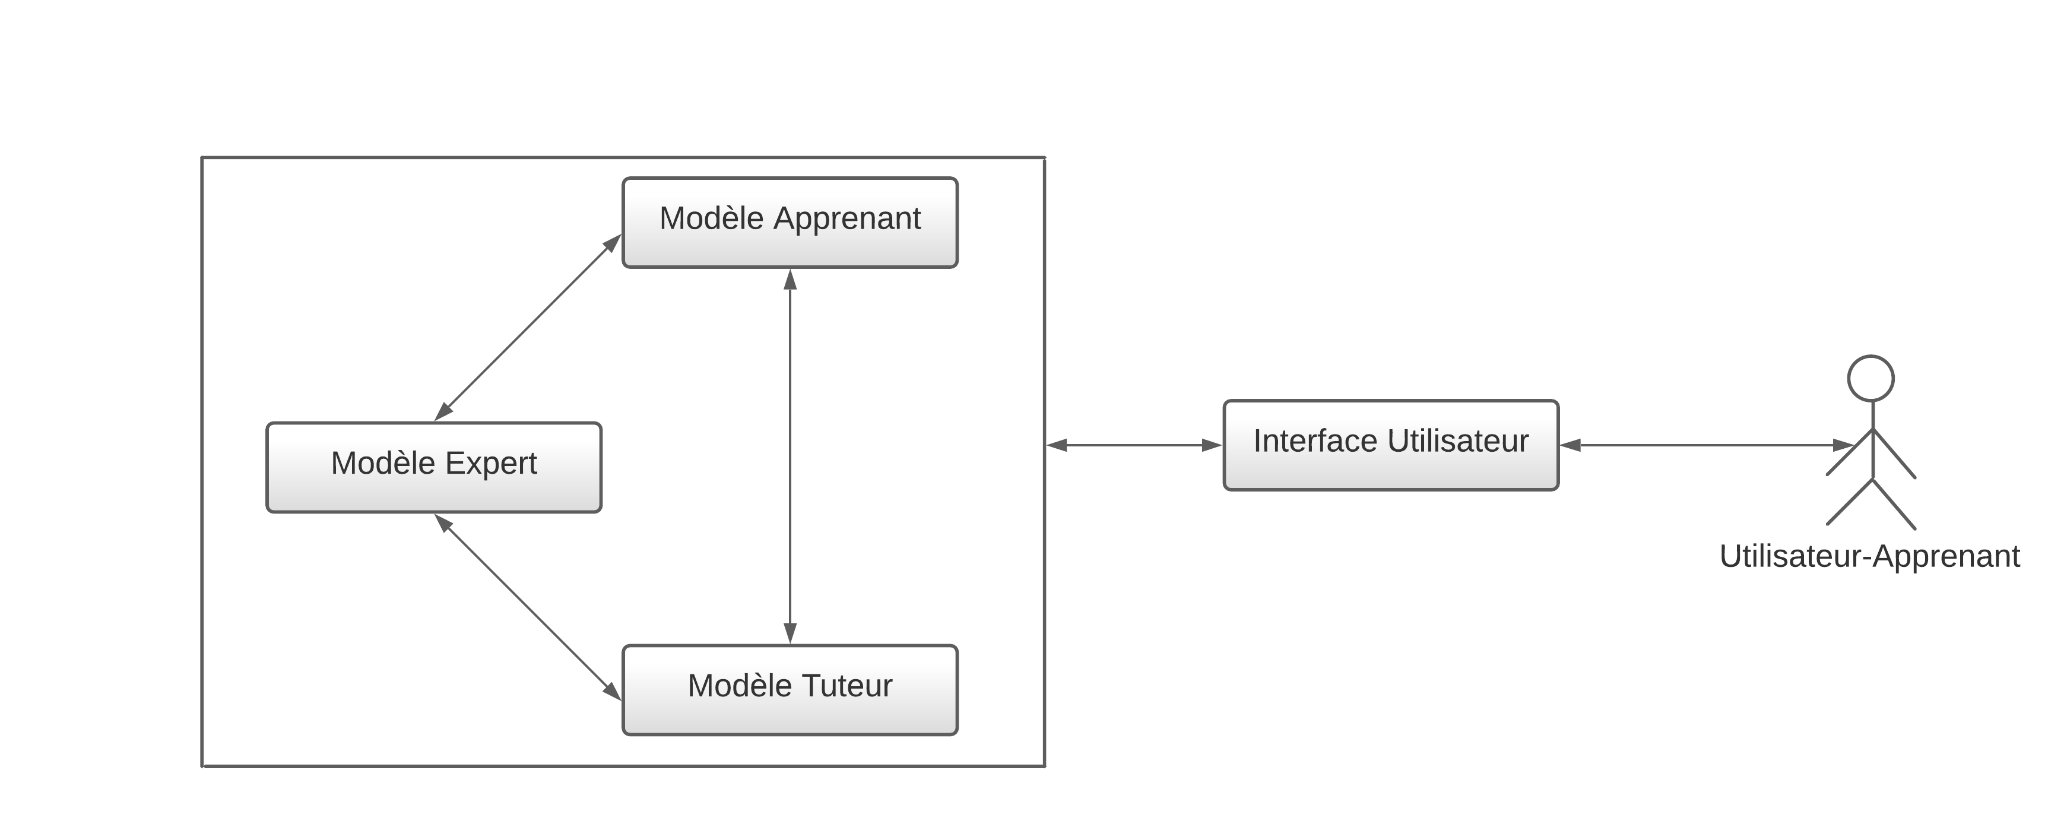 Modèle Apprenant
Modèle Expert
Interface Utilisateur
Utilisateur-Apprenant
Modèle Tuteur